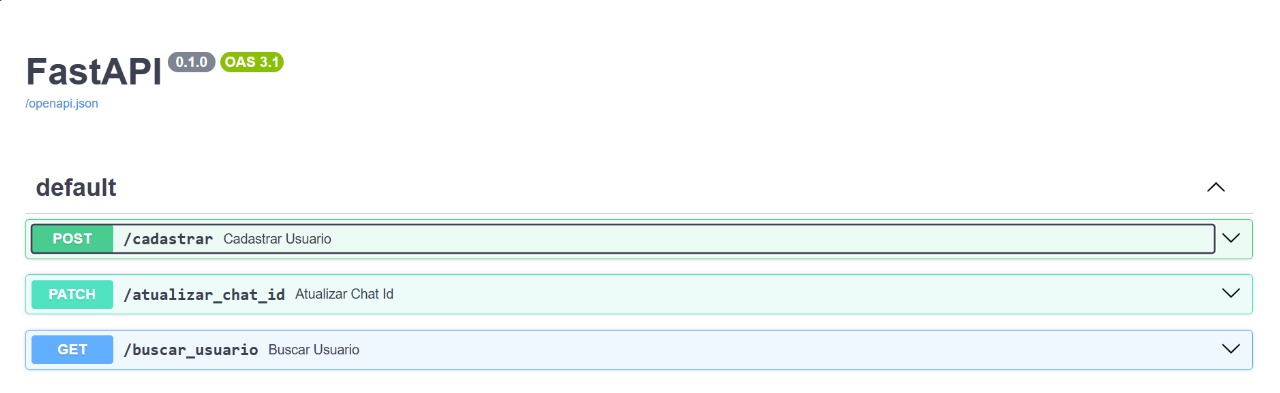 FastAPI 0.1.0 OAS 3.1
/openapi.json
default
POST /cadastrar Cadastrar Usuario
PATCH /atualizar_chat_id Atualizar Chat Id
GET /buscar_usuario Buscar Usuario